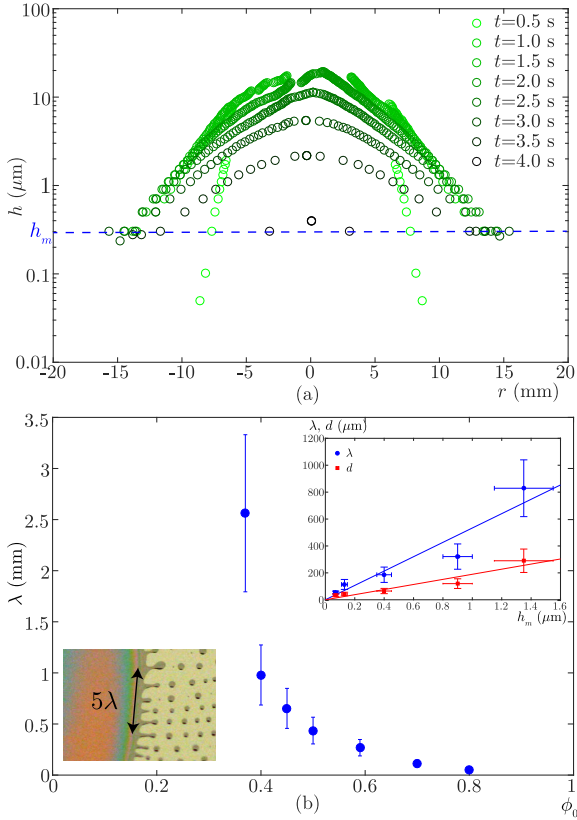 100
10
1
0.1
0.01
h (μm)
h_m
t=0.5 s
t=1.0 s
t=1.5 s
t=2.0 s
t=2.5 s
t=3.0 s
t=3.5 s
t=4.0 s
-20 -15 -10 -5 0 5 10 15 20
(a)
r (mm)
3.5
3
2.5
2
1.5
1
0.5
0
λ (mm)
λ, d (μm)
1200
1000
800
600
400
200
0
λ
d
0 0.2 0.4 0.6 0.8 1 1.2 1.4 1.6
h_m (μm)
5λ
0.2 0.4 0.6 0.8 1
(b)
ϕ₀